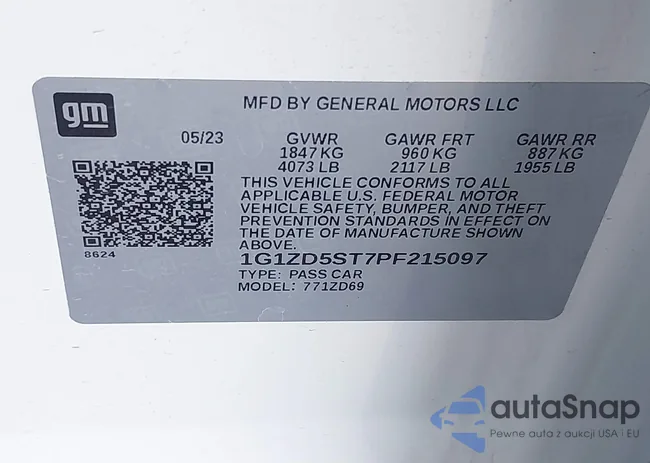 gm
MFD BY GENERAL MOTORS LLC
05/23 GVWR GAWR FRT GAWR RR
1847 KG 960 KG 887 KG
4073 LB 2117 LB 1955 LB
THIS VEHICLE CONFORMS TO ALL
APPLICABLE U.S. FEDERAL MOTOR
VEHICLE SAFETY, BUMPER, AND THEFT
PREVENTION STANDARDS IN EFFECT ON
THE DATE OF MANUFACTURE SHOWN
ABOVE.
8624
1G1ZD5ST7PF215097
TYPE: PASS CAR
MODEL: 771ZD69
autaSnap
Pewne auta z aukcji USA i EU